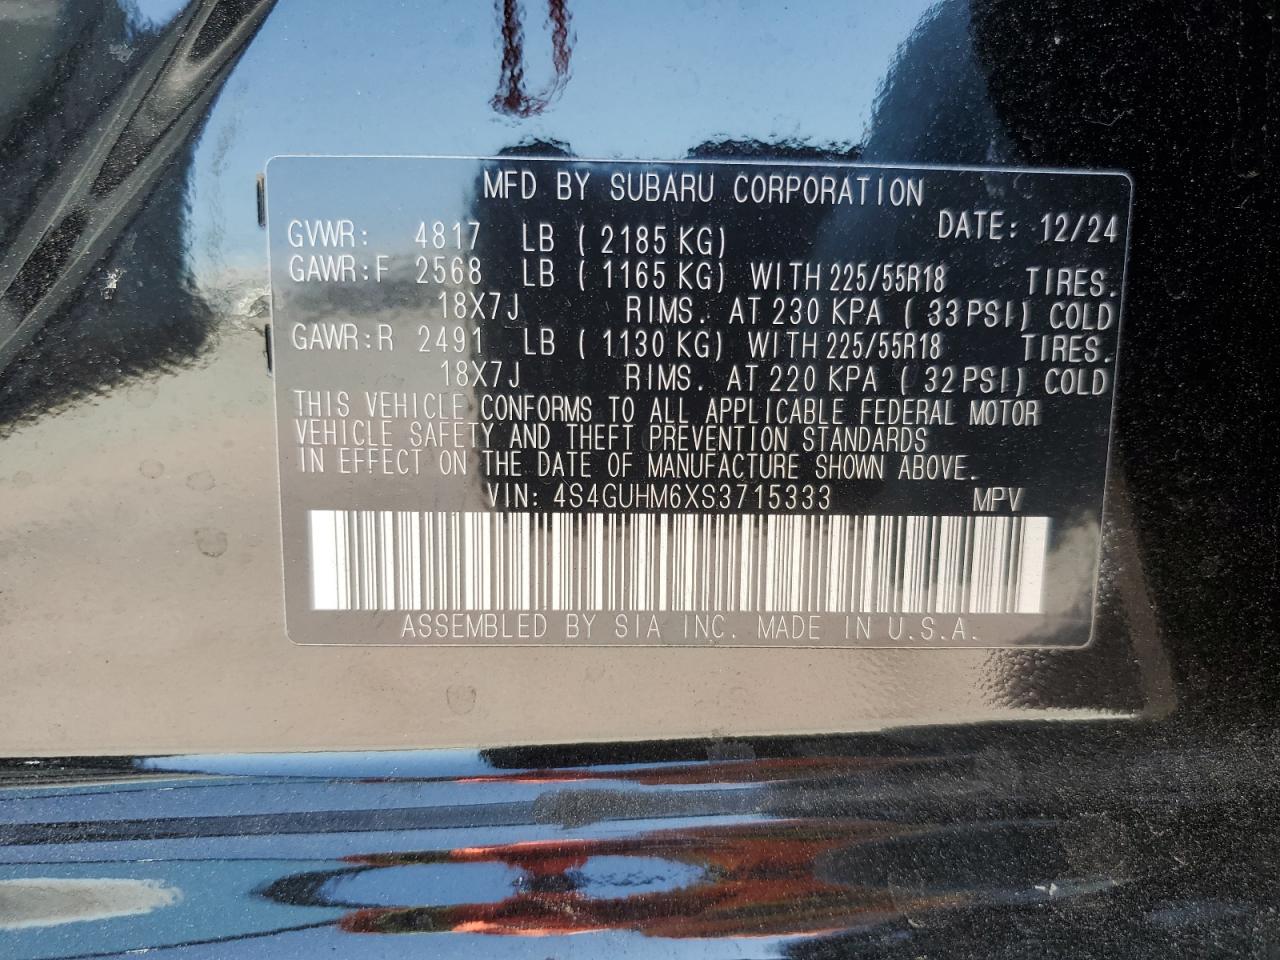 MFD BY SUBARU CORPORATION
DATE: 12/24
GVWR: 4817 LB ( 2185 KG)
GAWR:F 2568 LB ( 1165 KG) WITH 225/55R18 TIRES.
18X7J RIMS. AT 230 KPA ( 33 PSI) COLD
GAWR:R 2491 LB ( 1130 KG) WITH 225/55R18 TIRES.
18X7J RIMS. AT 220 KPA ( 32 PSI) COLD
THIS VEHICLE CONFORMS TO ALL APPLICABLE FEDERAL MOTOR
VEHICLE SAFETY AND THEFT PREVENTION STANDARDS
IN EFFECT ON THE DATE OF MANUFACTURE SHOWN ABOVE.
VIN: 4S4GUHM6XS3715333 MPV
ASSEMBLED BY SIA INC. MADE IN U.S.A.